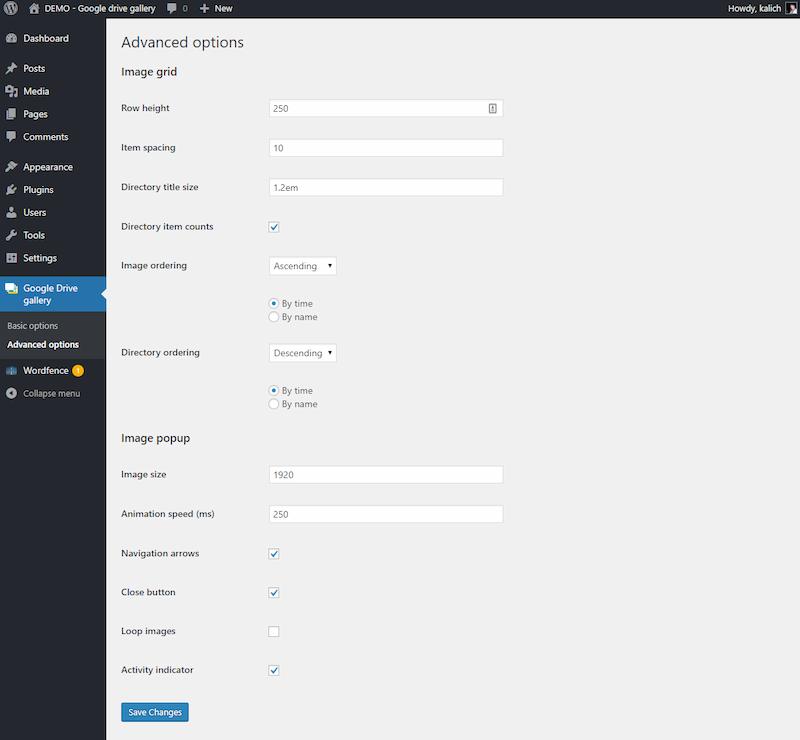 DEMO - Google drive gallery 0 New Howdy, kalich
Dashboard
Posts
Media
Pages
Comments
Appearance
Plugins
Users
Tools
Settings
Google Drive
gallery
Basic options
Advanced options
Wordfence 1
Collapse menu
Advanced options
Image grid
Row height 250
Item spacing 10
Directory title size 1.2em
Directory item counts
Image ordering Ascending
By time
By name
Directory ordering Descending
By time
By name
Image popup
Image size 1920
Animation speed (ms) 250
Navigation arrows
Close button
Loop images
Activity indicator
Save Changes